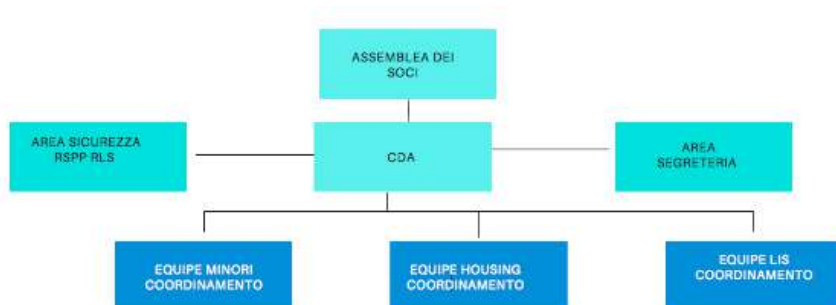 ASSEMBLEA DEI
SOCI
AREA SICUREZZA
RSPP RLS
CDA
AREA
SEGRETERIA
EQUIPE MINORI
COORDINAMENTO
EQUIPE HOUSING
COORDINAMENTO
EQUIPE LIS
COORDINAMENTO